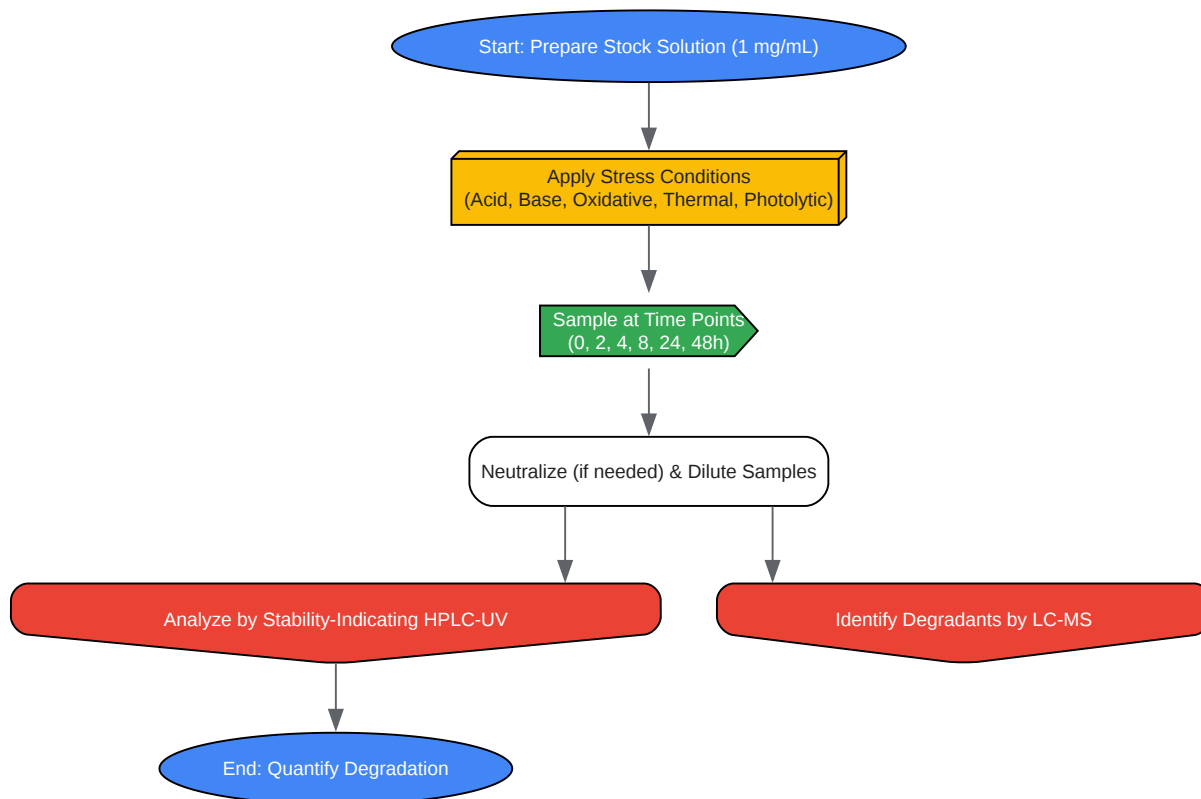 Start: Prepare Stock Solution (1 mg/mL)
Apply Stress Conditions
(Acid, Base, Oxidative, Thermal, Photolytic)
Sample at Time Points
(0, 2, 4, 8, 24, 48h)
Neutralize (if needed) & Dilute Samples
Analyze by Stability-Indicating HPLC-UV
Identify Degradants by LC-MS
End: Quantify Degradation